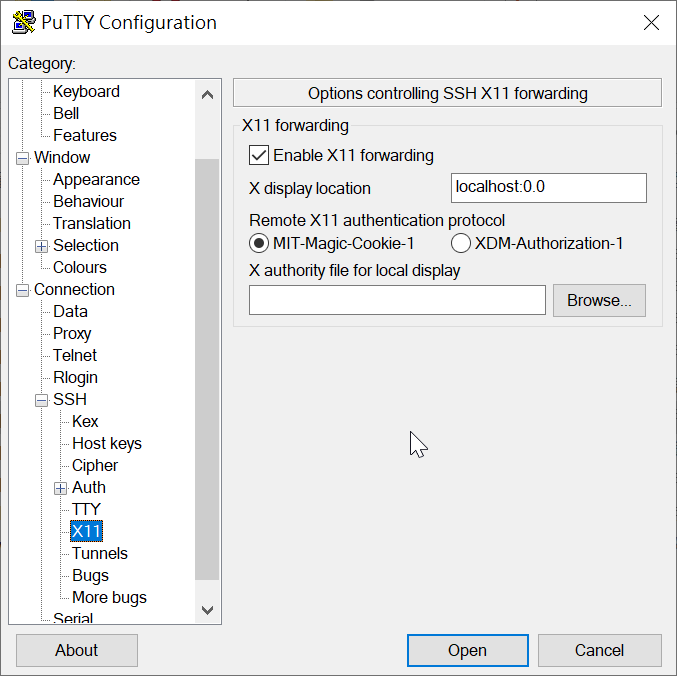 PuTTY Configuration
Category:
Keyboard
Bell
Features
Window
Appearance
Behaviour
Translation
Selection
Colours
Connection
Data
Proxy
Telnet
Rlogin
SSH
Kex
Host keys
Cipher
Auth
TTY
X11
Tunnels
Bugs
More bugs
Serial
Options controlling SSH X11 forwarding
X11 forwarding
Enable X11 forwarding
X display location localhost:0.0
Remote X11 authentication protocol
MIT-Magic-Cookie-1 XDM-Authorization-1
X authority file for local display
Browse...
About Open Cancel